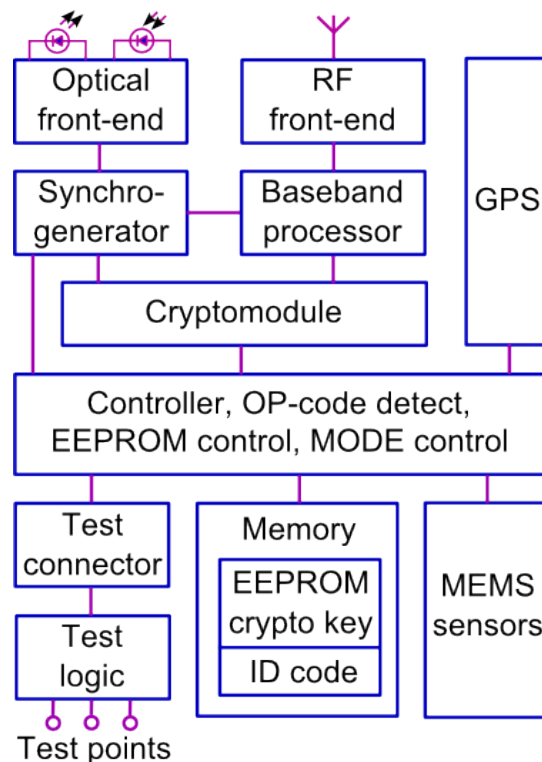 Optical
front-end
RF
front-end
GPS
Synchro-
generator
Baseband
processor
Cryptomodule
Controller, OP-code detect,
EEPROM control, MODE control
Test
connector
Memory
EEPROM
crypto key
ID code
MEMS
sensors
Test
logic
Test points